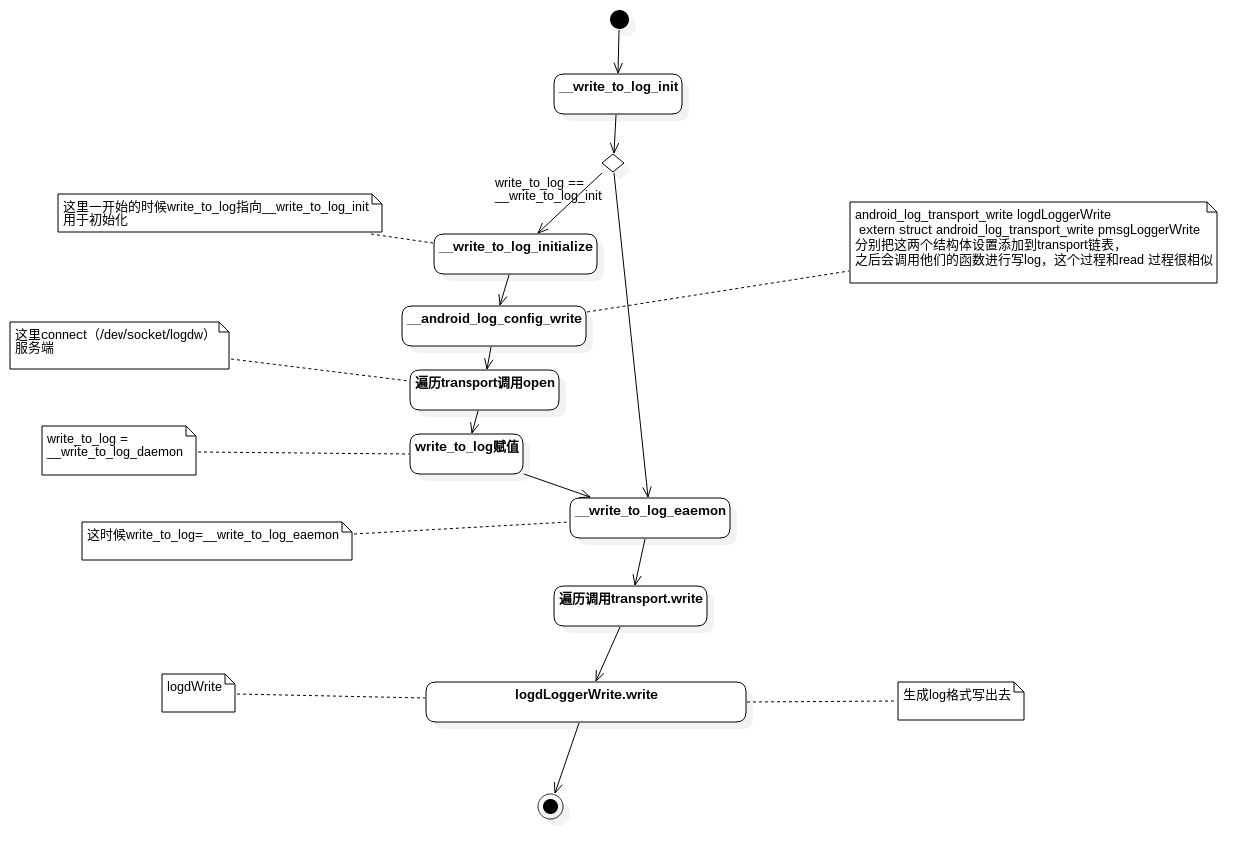 __write_to_log_init
write_to_log ==
__write_to_log_init
这里一开始的时候write_to_log指向__write_to_log_init
用于初始化
android_log_transport_write logdLoggerWrite
extern struct android_log_transport_write pmsgLoggerWrite
分别把这两个结构体设置添加到transport链表，
之后会调用他们的函数进行写log，这个过程和read 过程很相似
__write_to_log_initialize
__android_log_config_write
这里connect（/dev/socket/logdw）
服务端
遍历transport调用open
write_to_log =
__write_to_log_daemon
write_to_log赋值
__write_to_log_eaemon
这时候write_to_log=__write_to_log_eaemon
遍历调用transport.write
logdWrite
logdLoggerWrite.write
生成log格式写出去